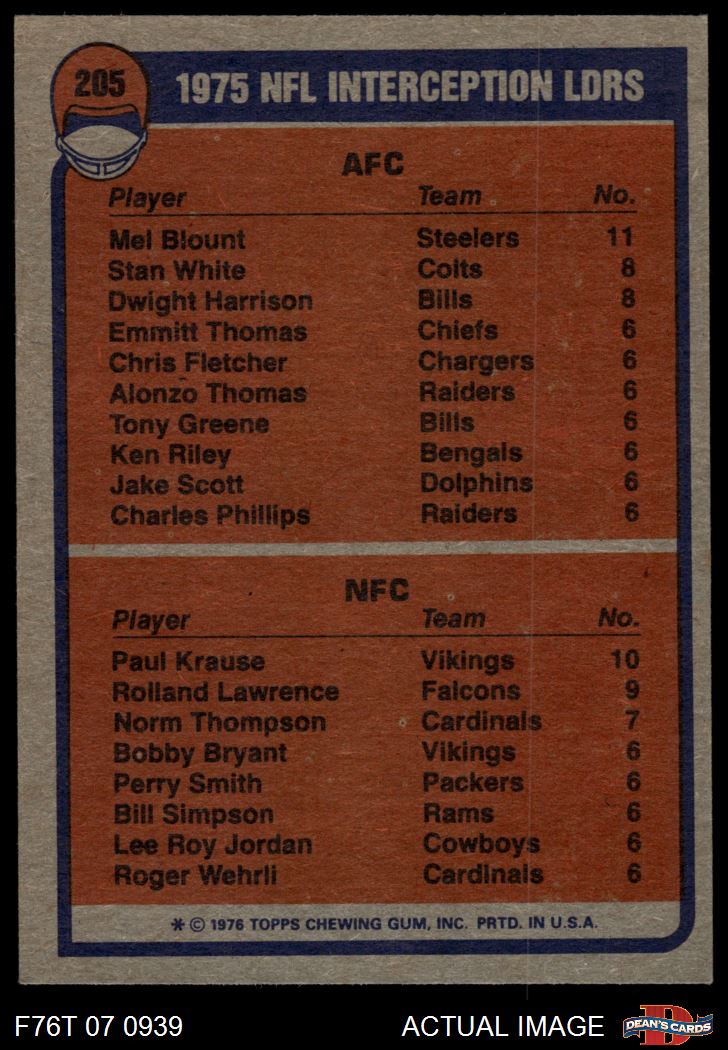 205
1975 NFL INTERCEPTION LDRS
AFC
Player Team No.
Mel Blount Steelers 11
Stan White Colts 8
Dwight Harrison Bills 8
Emmitt Thomas Chiefs 6
Chris Fletcher Chargers 6
Alonzo Thomas Raiders 6
Tony Greene Bills 6
Ken Riley Bengals 6
Jake Scott Dolphins 6
Charles Phillips Raiders 6
NFC
Player Team No.
Paul Krause Vikings 10
Rolland Lawrence Falcons 9
Norm Thompson Cardinals 7
Bobby Bryant Vikings 6
Perry Smith Packers 6
Bill Simpson Rams 6
Lee Roy Jordan Cowboys 6
Roger Wehrli Cardinals 6
* © 1976 TOPPS CHEWING GUM, INC. PRTD. IN U.S.A.
F76T 07 0939 ACTUAL IMAGE D DEAN'S CARDS